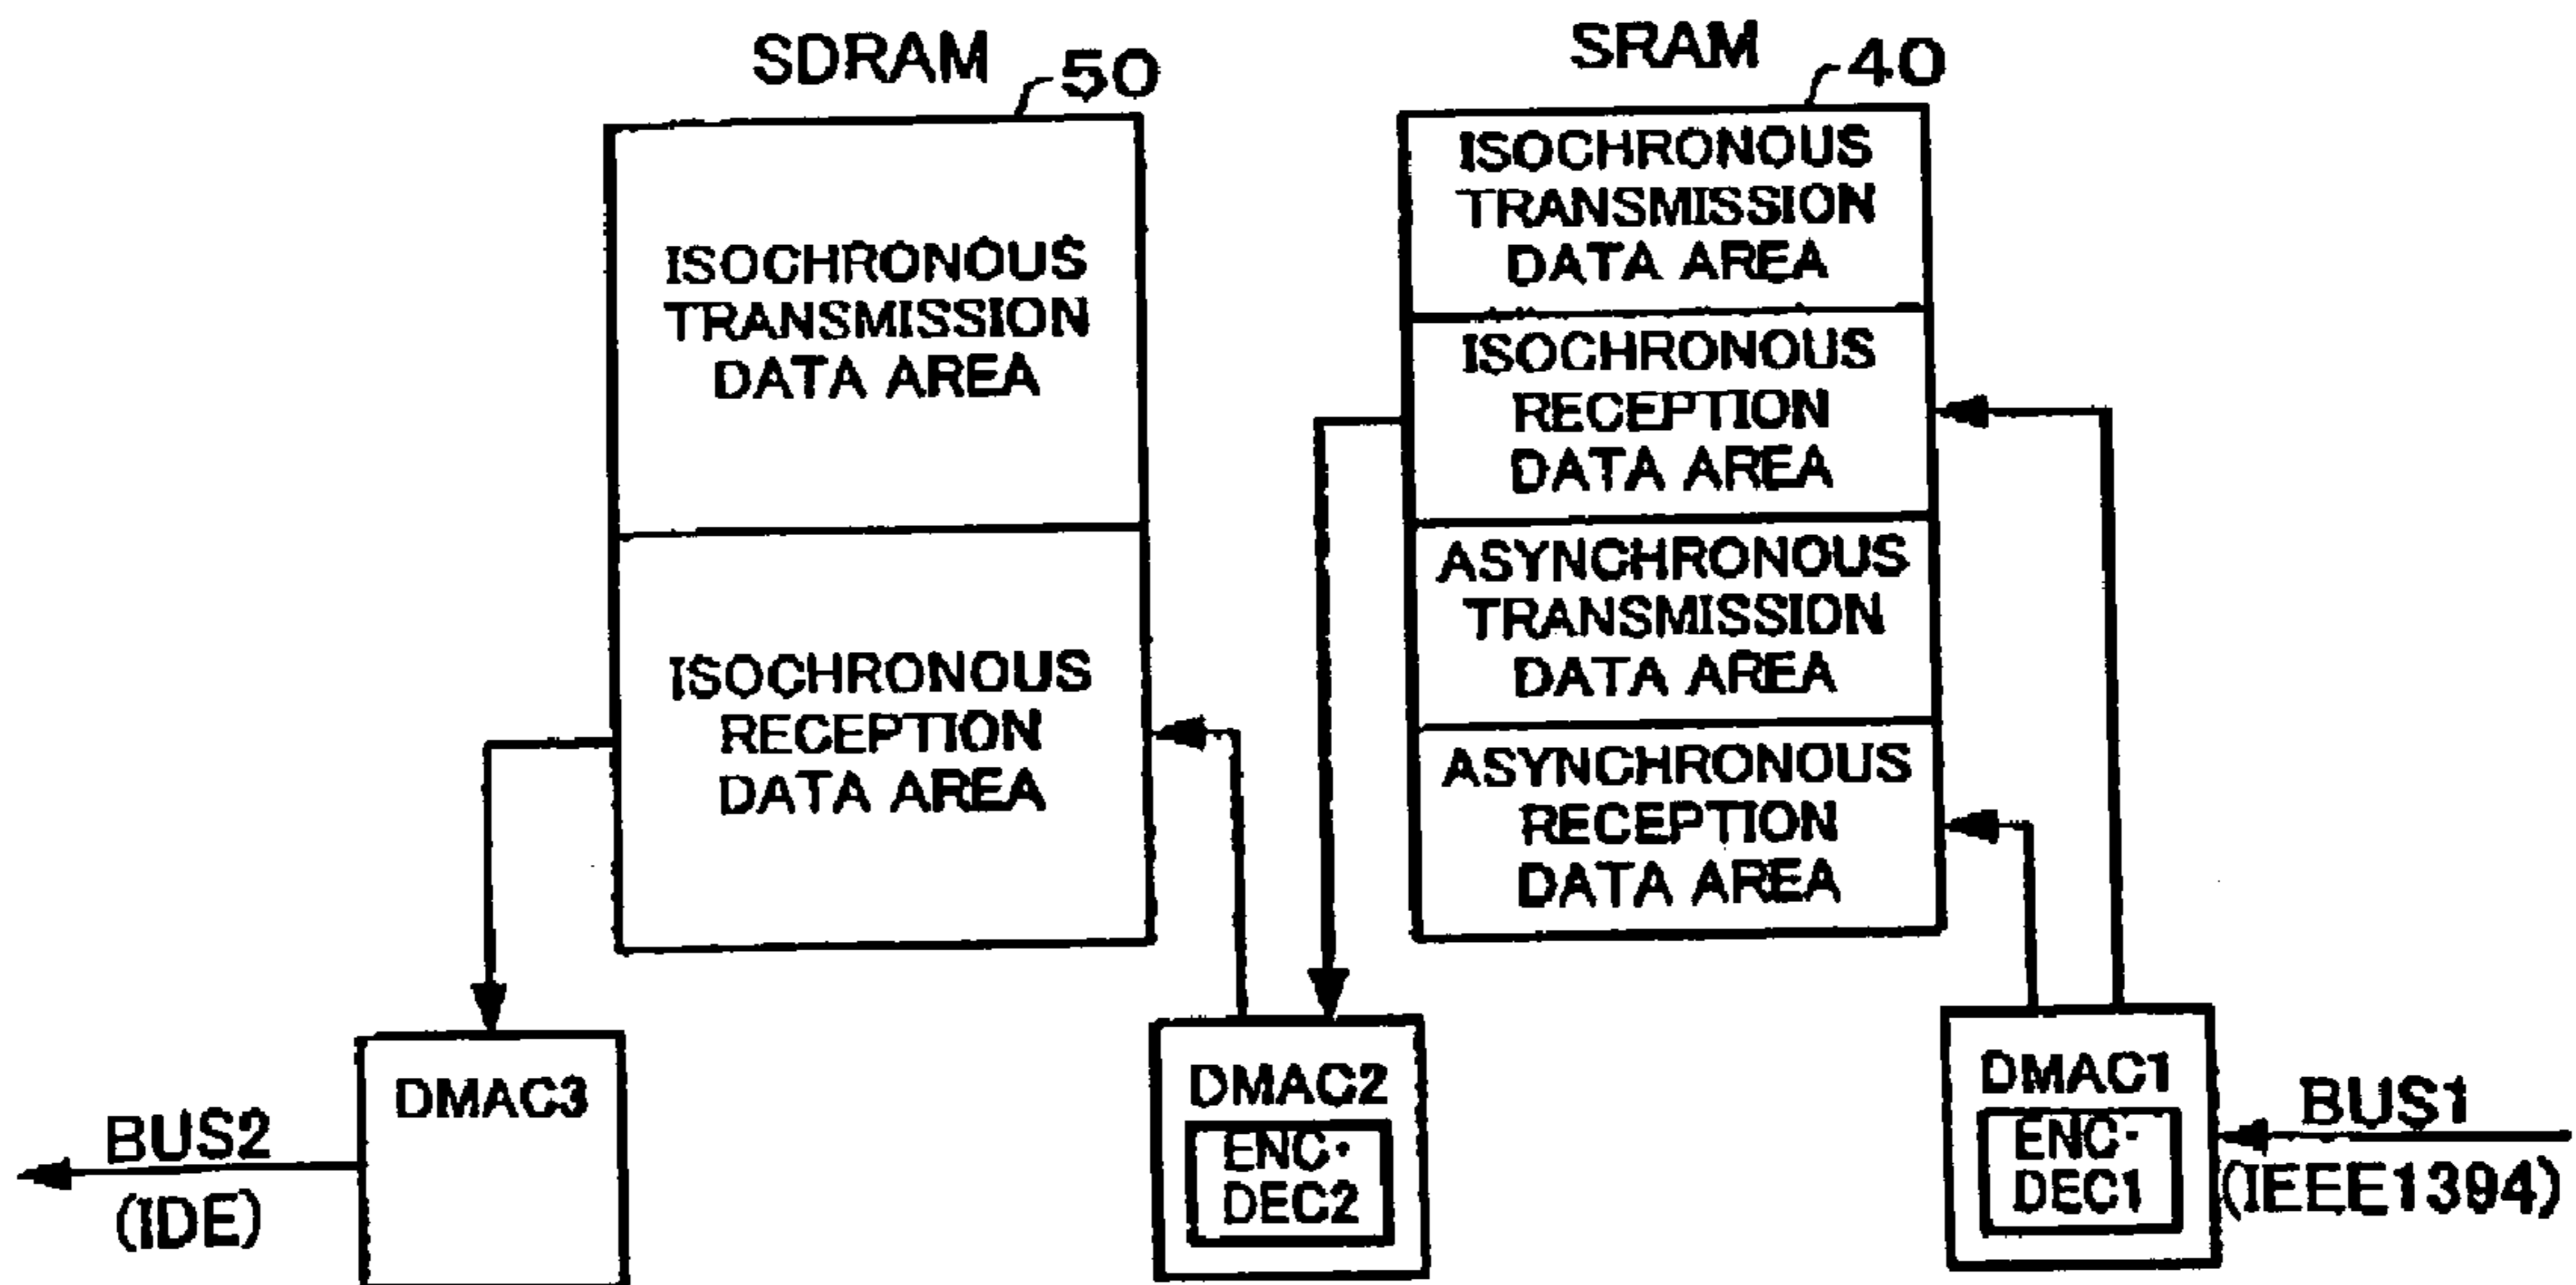 SDRAM
50
ISOCHRONOUS
TRANSMISSION
DATA AREA
ISOCHRONOUS
RECEPTION
DATA AREA
SRAM
40
ISOCHRONOUS
TRANSMISSION
DATA AREA
ISOCHRONOUS
RECEPTION
DATA AREA
ASYNCHRONOUS
TRANSMISSION
DATA AREA
ASYNCHRONOUS
RECEPTION
DATA AREA
BUS2
(IDE)
DMAC3
DMAC2
ENC·
DEC2
DMAC1
ENC·
DEC1
BUS1
(IEEE1394)